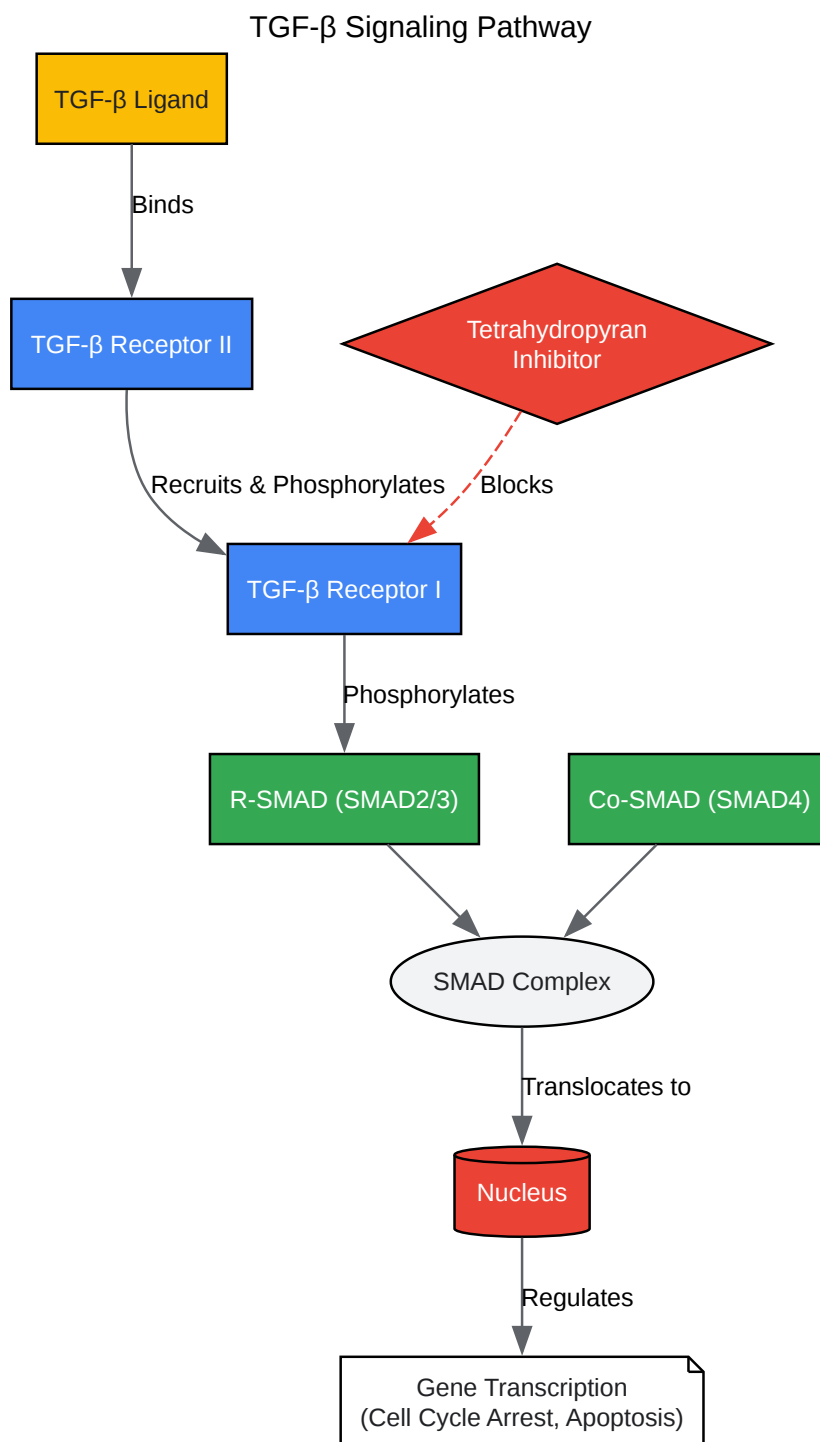 TGF-β Signaling Pathway
TGF-β Ligand
Binds
TGF-β Receptor II
Tetrahydropyran
Inhibitor
Recruits & Phosphorylates
Blocks
TGF-β Receptor I
Phosphorylates
R-SMAD (SMAD2/3)
Co-SMAD (SMAD4)
SMAD Complex
Translocates to
Nucleus
Regulates
Gene Transcription
(Cell Cycle Arrest, Apoptosis)